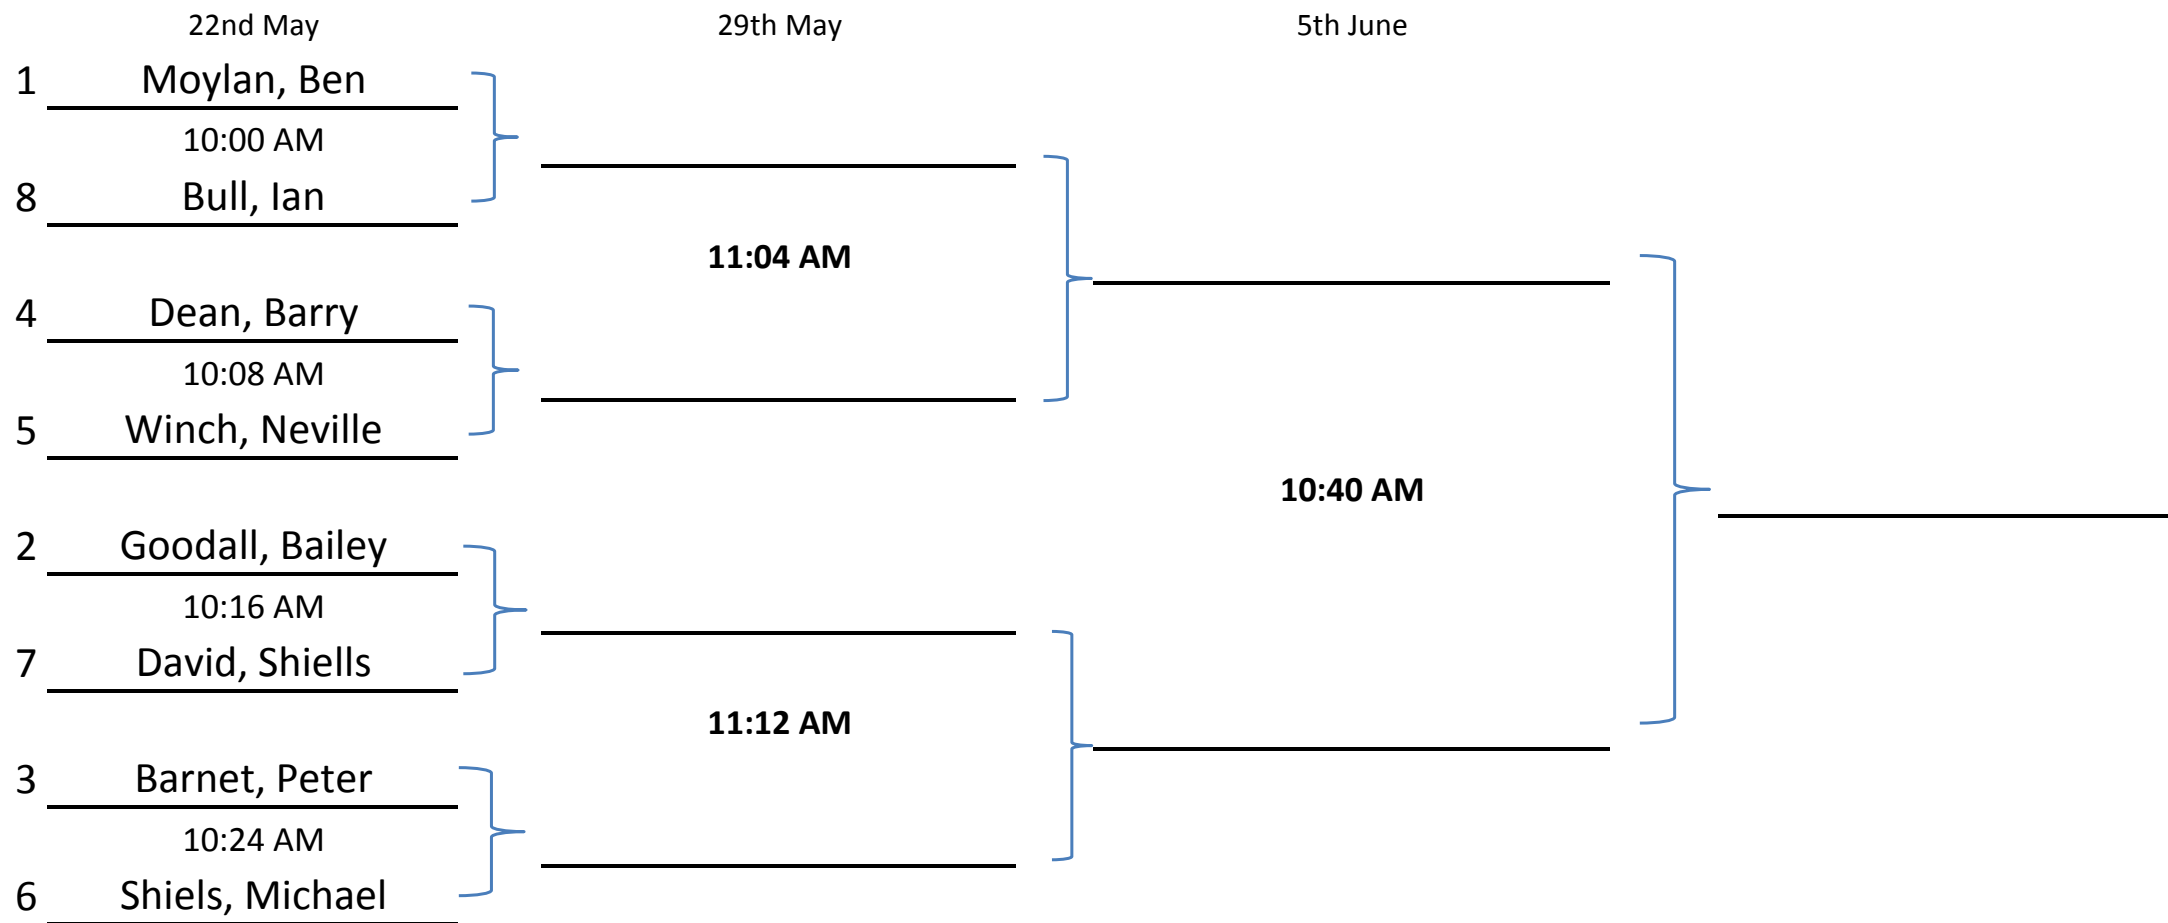 22nd May 29th May 5th June
1 Moylan, Ben
10:00 AM
8 Bull, Ian
11:04 AM
4 Dean, Barry
10:08 AM
5 Winch, Neville
10:40 AM
2 Goodall, Bailey
10:16 AM
7 David, Shiells
11:12 AM
3 Barnet, Peter
10:24 AM
6 Shiels, Michael